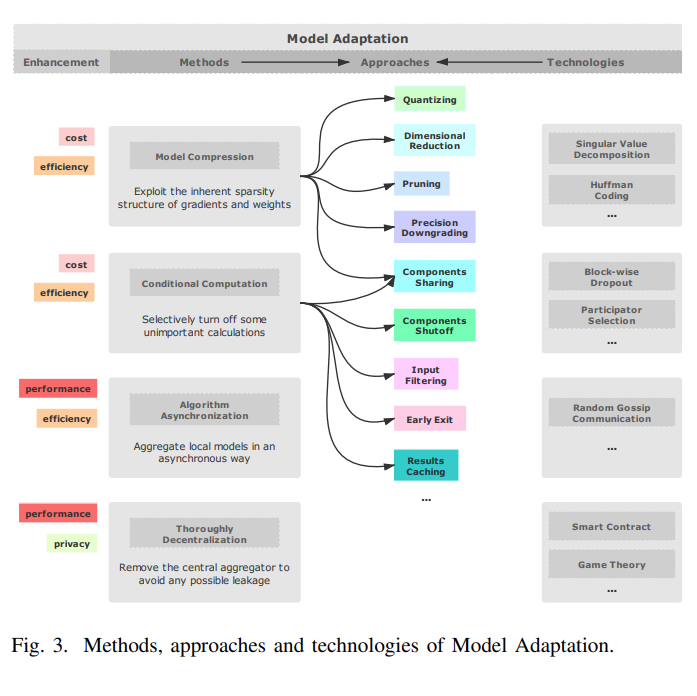 Model Adaptation
Enhancement
Methods
Approaches
Technologies
cost
efficiency
Model Compression
Exploit the inherent sparsity
structure of gradients and weights
cost
efficiency
Conditional Computation
Selectively turn off some
unimportant calculations
performance
efficiency
Algorithm
Asynchronization
Aggregate local models in an
asynchronous way
performance
privacy
Thoroughly
Decentralization
Remove the central aggregator to
avoid any possible leakage
Quantizing
Dimensional
Reduction
Pruning
Precision
Downgrading
Components
Sharing
Components
Shutoff
Input
Filtering
Early Exit
Results
Caching
...
Singular Value
Decomposition
Huffman
Coding
...
Block-wise
Dropout
Participator
Selection
...
Random Gossip
Communication
...
Smart Contract
Game Theory
...
Fig. 3. Methods, approaches and technologies of Model Adaptation.